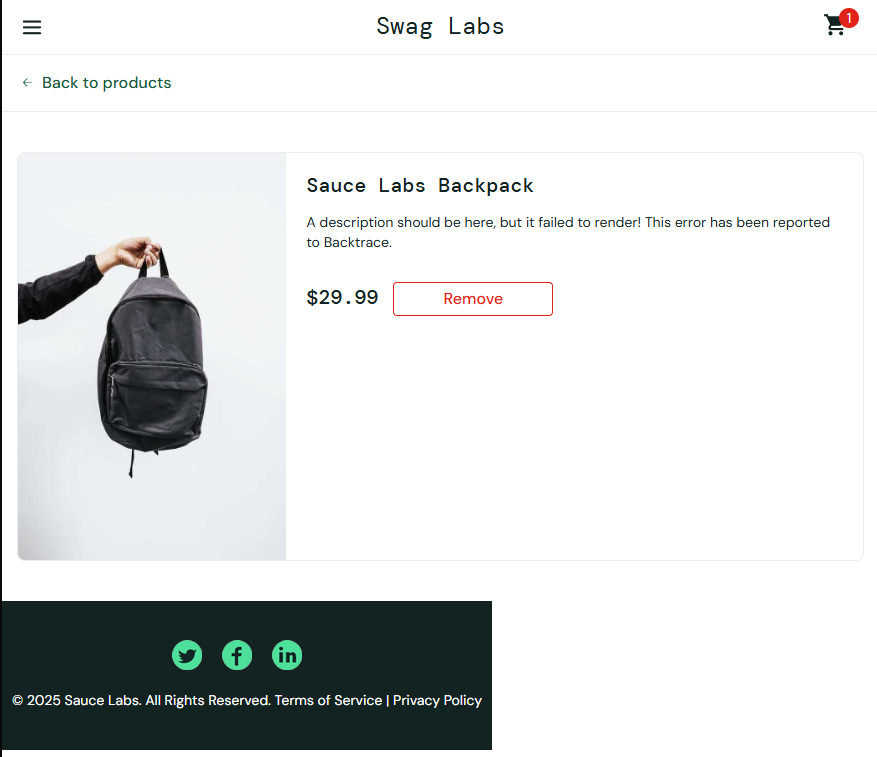 Swag Labs
1
← Back to products
Sauce Labs Backpack
A description should be here, but it failed to render! This error has been reported
to Backtrace.
$29.99 Remove
© 2025 Sauce Labs. All Rights Reserved. Terms of Service | Privacy Policy